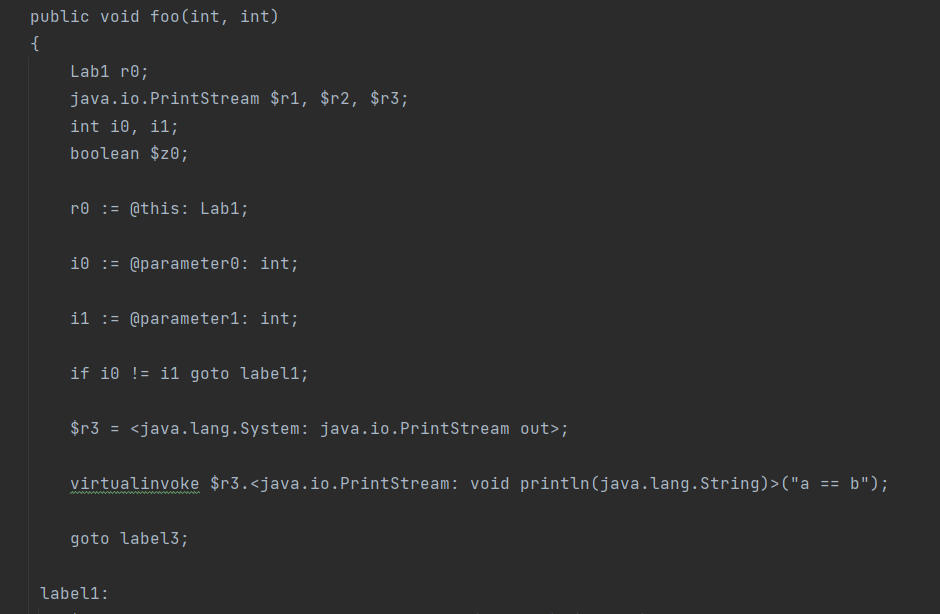 public void foo(int, int)
{
Lab1 r0;
java.io.PrintStream $r1, $r2, $r3;
int i0, i1;
boolean $z0;
r0 := @this: Lab1;
i0 := @parameter0: int;
i1 := @parameter1: int;
if i0 != i1 goto label1;
$r3 = <java.lang.System: java.io.PrintStream out>;
virtualinvoke $r3.<java.io.PrintStream: void println(java.lang.String)>("a == b");
goto label3;
label1: